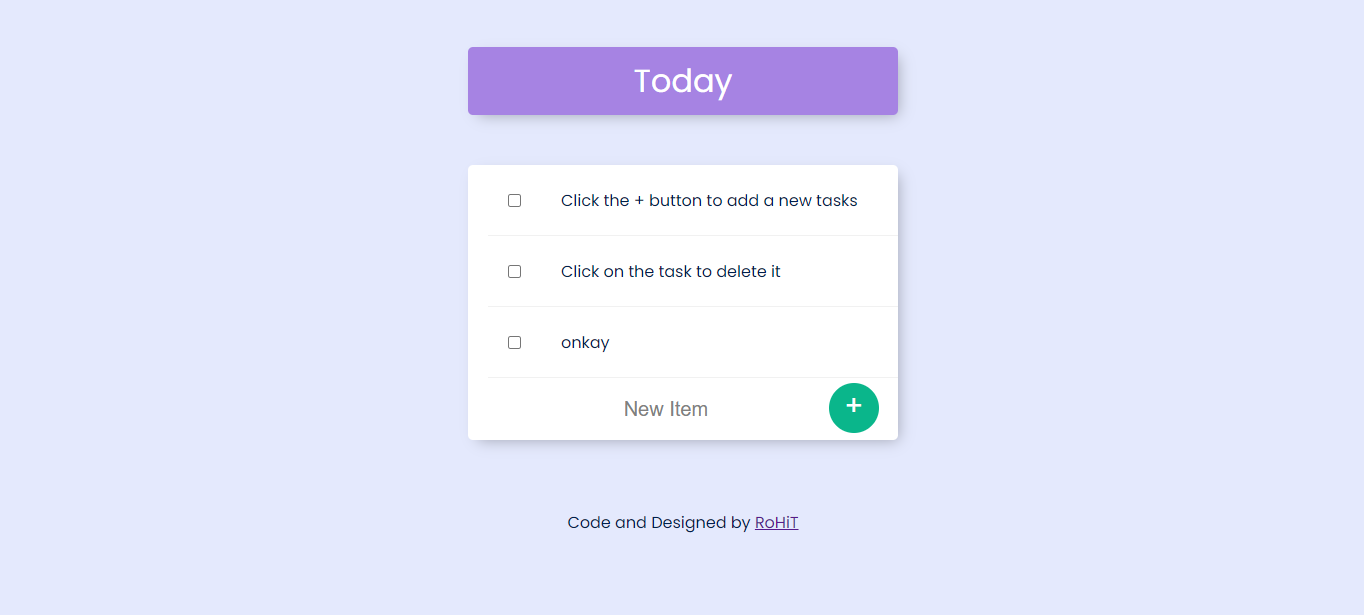 Today
Click the + button to add a new tasks
Click on the task to delete it
onkay
New Item
+
Code and Designed by RoHiT